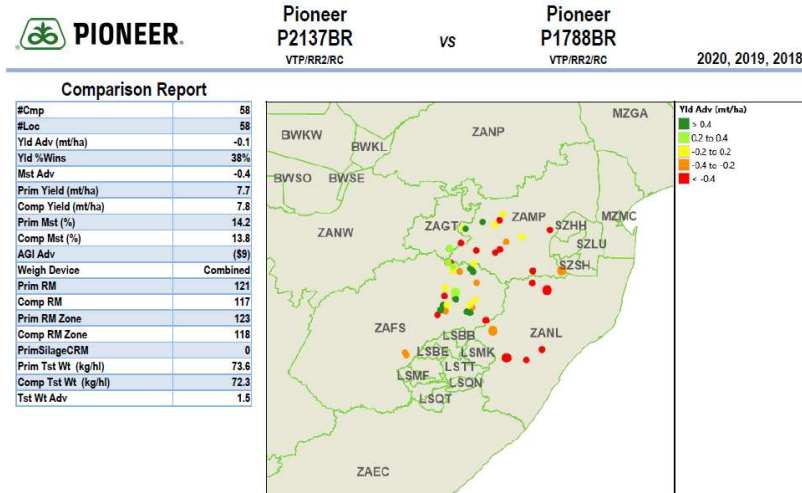 PIONEER.
Pioneer
P2137BR
VTP/RR2/RC
VS
Pioneer
P1788BR
VTP/RR2/RC
2020, 2019, 2018
Comparison Report
#Cmp 58
#Loc 58
Yld Adv (mt/ha) -0.1
Yld %Wins 38%
Mst Adv -0.4
Prim Yield (mt/ha) 7.7
Comp Yield (mt/ha) 7.8
Prim Mst (%) 14.2
Comp Mst (%) 13.8
AGI Adv ($9)
Weigh Device Combined
Prim RM 121
Comp RM 117
Prim RM Zone 123
Comp RM Zone 118
PrimSilageCRM 0
Prim Tst Wt (kg/hl) 73.6
Comp Tst Wt (kg/hl) 72.3
Tst Wt Adv 1.5
MZGA
ZANP
BWKW
BWKL
BWSO
BWSE
ZAGT
ZAMP
MZMC
SZHH
ZANW
SZLU
SZSH
ZAFS
ZANL
LSBB
LSBE
LSMK
LSTT
LSMF
LSQN
LSQT
ZAEC
Yld Adv (mt/ha)
> 0.4
0.2 to 0.4
-0.2 to 0.2
-0.4 to -0.2
< -0.4